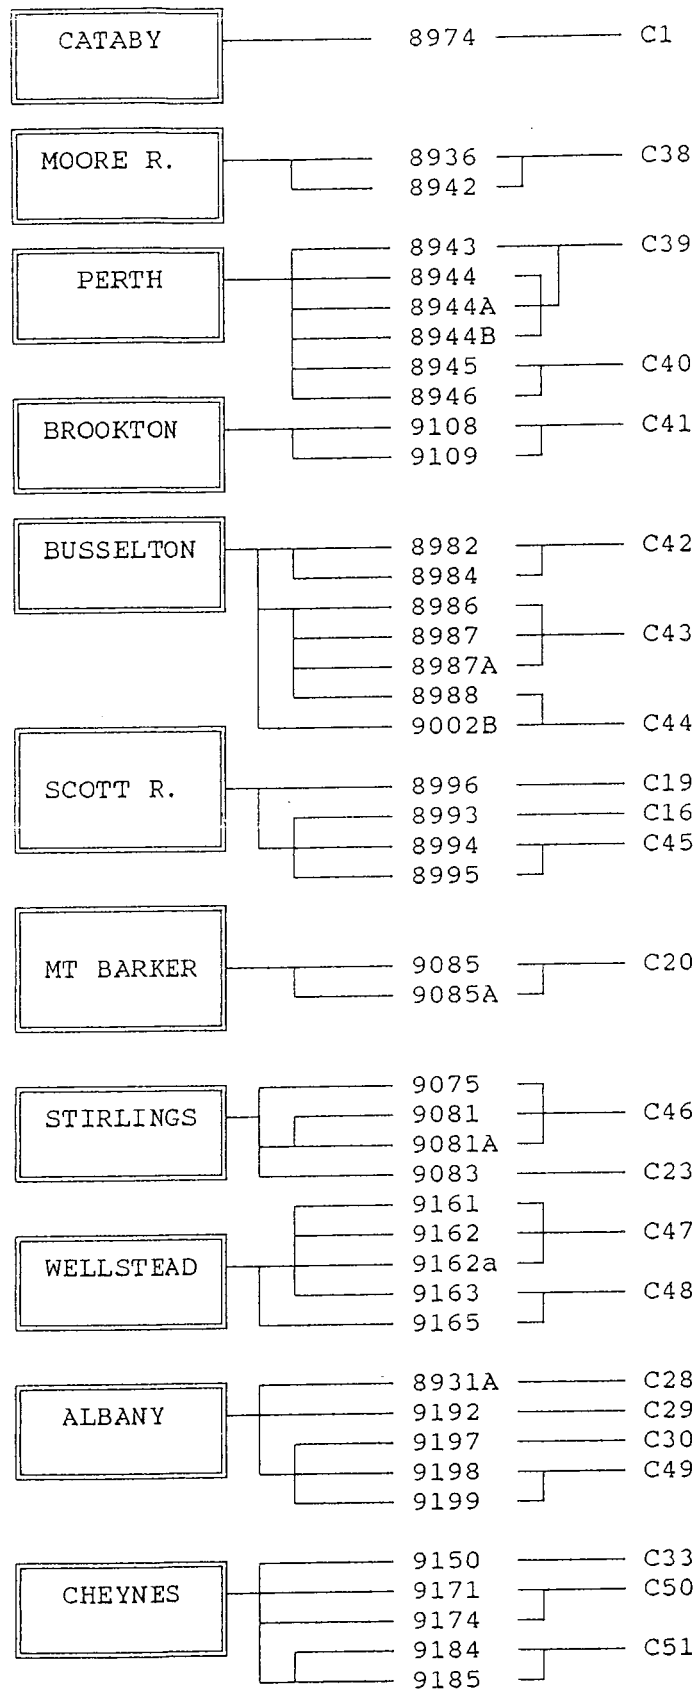 CATABY 8974 C1
MOORE R. 8936 C38
8942
8943 C39
PERTH 8944
8944A
8944B
8945 C40
8946
BROOKTON 9108 C41
9109
BUSSELTON 8982 C42
8984
8986
8987 C43
8987A
8988
9002B C44
SCOTT R. 8996 C19
8993 C16
8994 C45
8995
MT BARKER 9085 C20
9085A
9075
STIRLINGS 9081 C46
9081A
9083 C23
9161
9162 C47
WELLSTEAD 9162a
9163 C48
9165
8931A C28
ALBANY 9192 C29
9197 C30
9198 C49
9199
9150 C33
CHEYNES 9171 C50
9174
9184 C51
9185